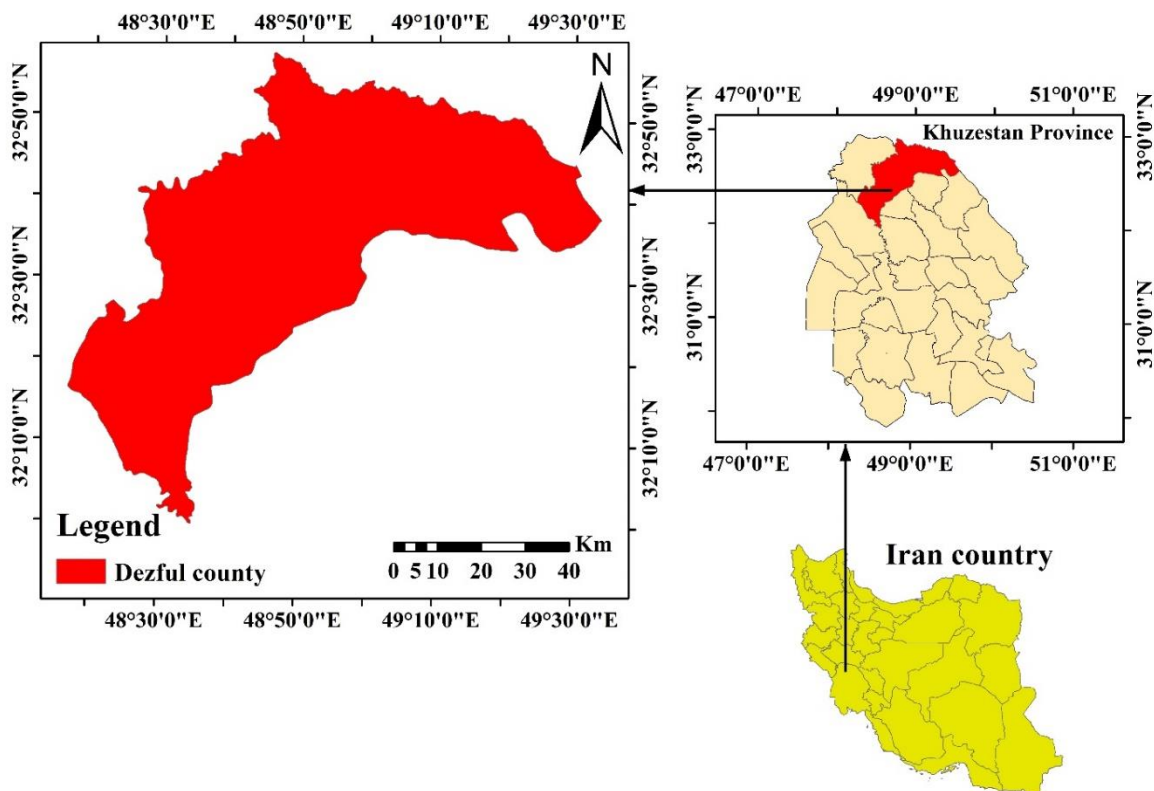 48°30'0"E 48°50'0"E 49°10'0"E 49°30'0"E
N
32°50'0"N
32°30'0"N
32°10'0"N
32°50'0"N
32°30'0"N
32°10'0"N
Legend
Dezful county
Km
0 5 10 20 30 40
48°30'0"E 48°50'0"E 49°10'0"E 49°30'0"E
47°0'0"E 49°0'0"E 51°0'0"E
Khuzestan Province
33°0'0"N
31°0'0"N
33°0'0"N
31°0'0"N
47°0'0"E 49°0'0"E 51°0'0"E
Iran country